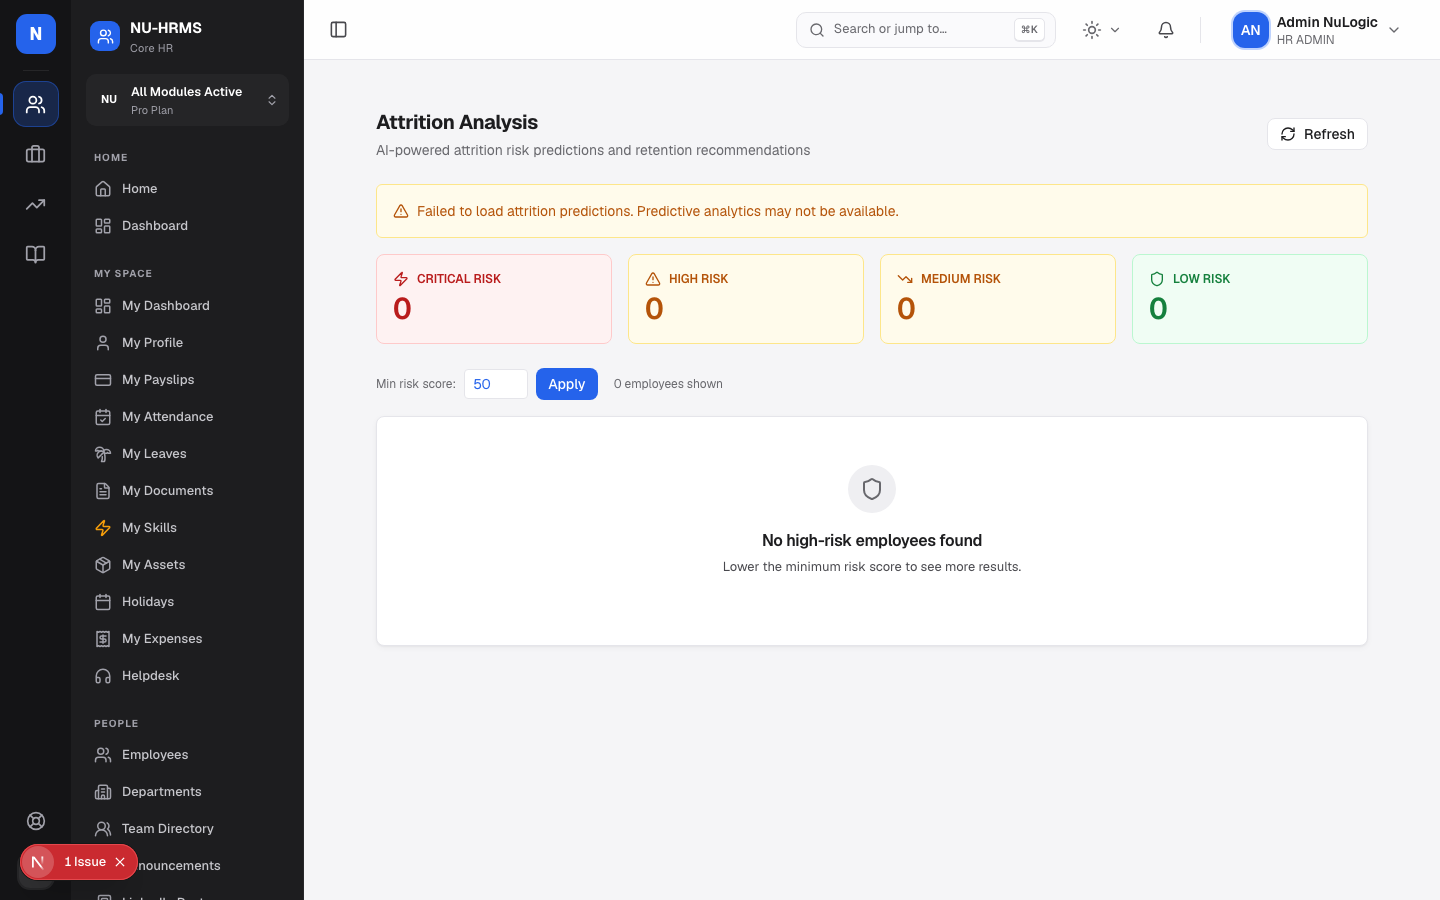 N
NU-HRMS
Core HR
NU
All Modules Active
Pro Plan
HOME
Home
Dashboard
MY SPACE
My Dashboard
My Profile
My Payslips
My Attendance
My Leaves
My Documents
My Skills
My Assets
Holidays
My Expenses
Helpdesk
PEOPLE
Employees
Departments
Team Directory
nouncements
N
1 Issue
Search or jump to...
⌘K
AN
Admin NuLogic
HR ADMIN
Attrition Analysis
AI-powered attrition risk predictions and retention recommendations
Refresh
Failed to load attrition predictions. Predictive analytics may not be available.
CRITICAL RISK
0
HIGH RISK
0
MEDIUM RISK
0
LOW RISK
0
Min risk score:
50
Apply
0 employees shown
No high-risk employees found
Lower the minimum risk score to see more results.